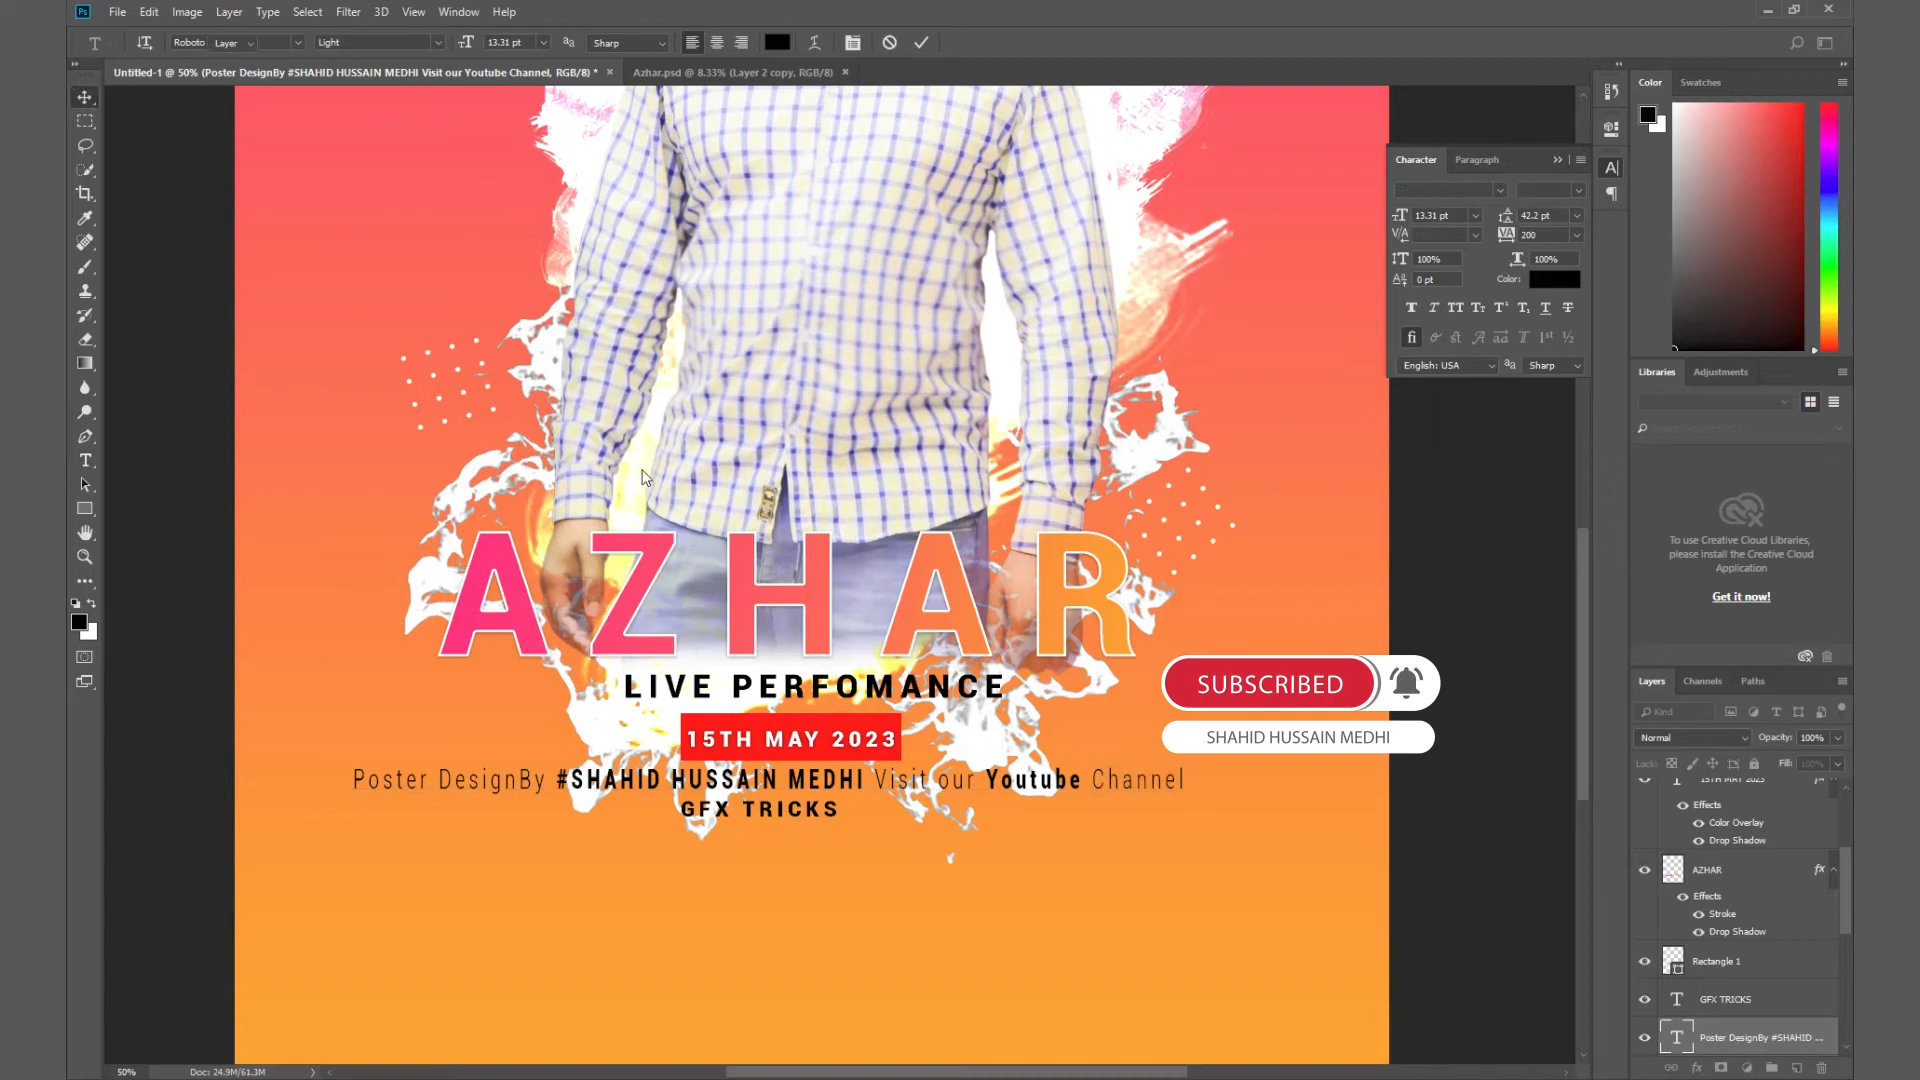 Ps File Edit Image Layer Type Select Filter 3D View Window Help
Roboto Layer Light 13.31 pt Sharp
Untitled-1 @ 50% (Poster DesignBy #SHAHID HUSSAIN MEDHI Visit our Youtube Channel, RGB/8) *
Azhar.psd @ 8.33% (Layer 2 copy, RGB/8)
Color Swatches
Character Paragraph
13.31 pt 42.2 pt
200
100% 100%
0 pt Color:
English: USA Sharp
Libraries Adjustments
To use Creative Cloud Libraries,
please install the Creative Cloud
Application
Get it now!
AZHAR
LIVE PERFOMANCE
15TH MAY 2023
Poster DesignBy #SHAHID HUSSAIN MEDHI Visit our Youtube Channel
GFX TRICKS
SUBSCRIBED
SHAHID HUSSAIN MEDHI
Layers Channels Paths
Kind
Normal Opacity: 100%
Lock: Fill: 100%
15TH MAY 2023 fx
Effects
Color Overlay
Drop Shadow
AZHAR fx
Effects
Stroke
Drop Shadow
Rectangle 1
GFX TRICKS
Poster DesignBy #SHAHID ...
50% Doc: 24.9M/61.3M